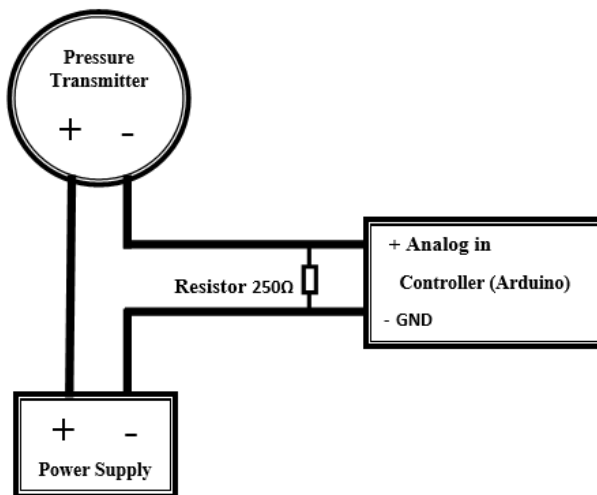 Pressure
Transmitter
+ -
+ Analog in
Controller (Arduino)
Resistor 250Ω
- GND
+ -
Power Supply